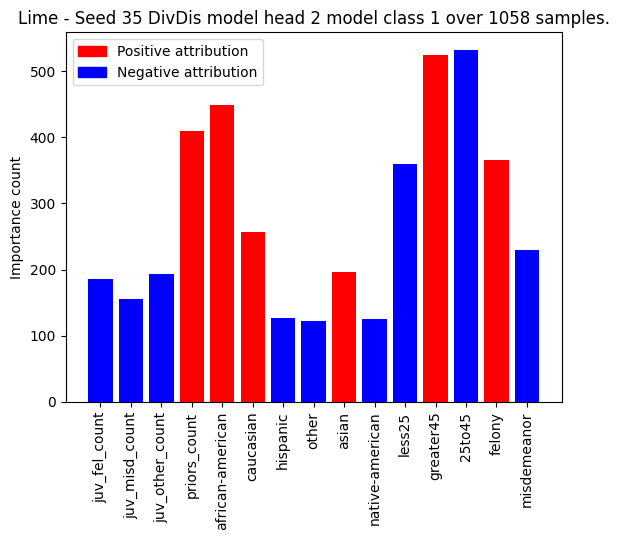 Lime - Seed 35 DivDis model head 2 model class 1 over 1058 samples.
Positive attribution
Negative attribution
Importance count
500
400
300
200
100
0
juv_fel_count
juv_misd_count
juv_other_count
priors_count
african-american
caucasian
hispanic
other
asian
native-american
less25
greater45
25to45
felony
misdemeanor